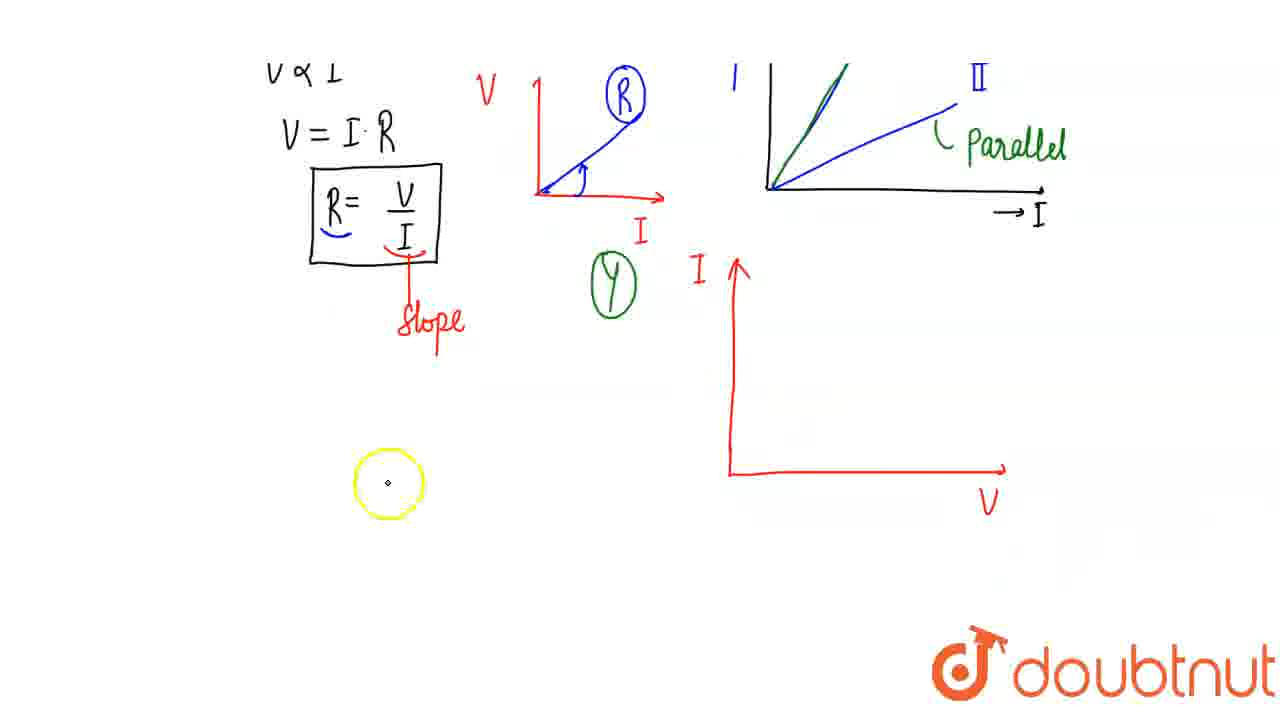 V ∝ I
V = I · R
R = V/I
Slope
V
R
I
II
Parallel
→ I
Y
I
V
doubtnut